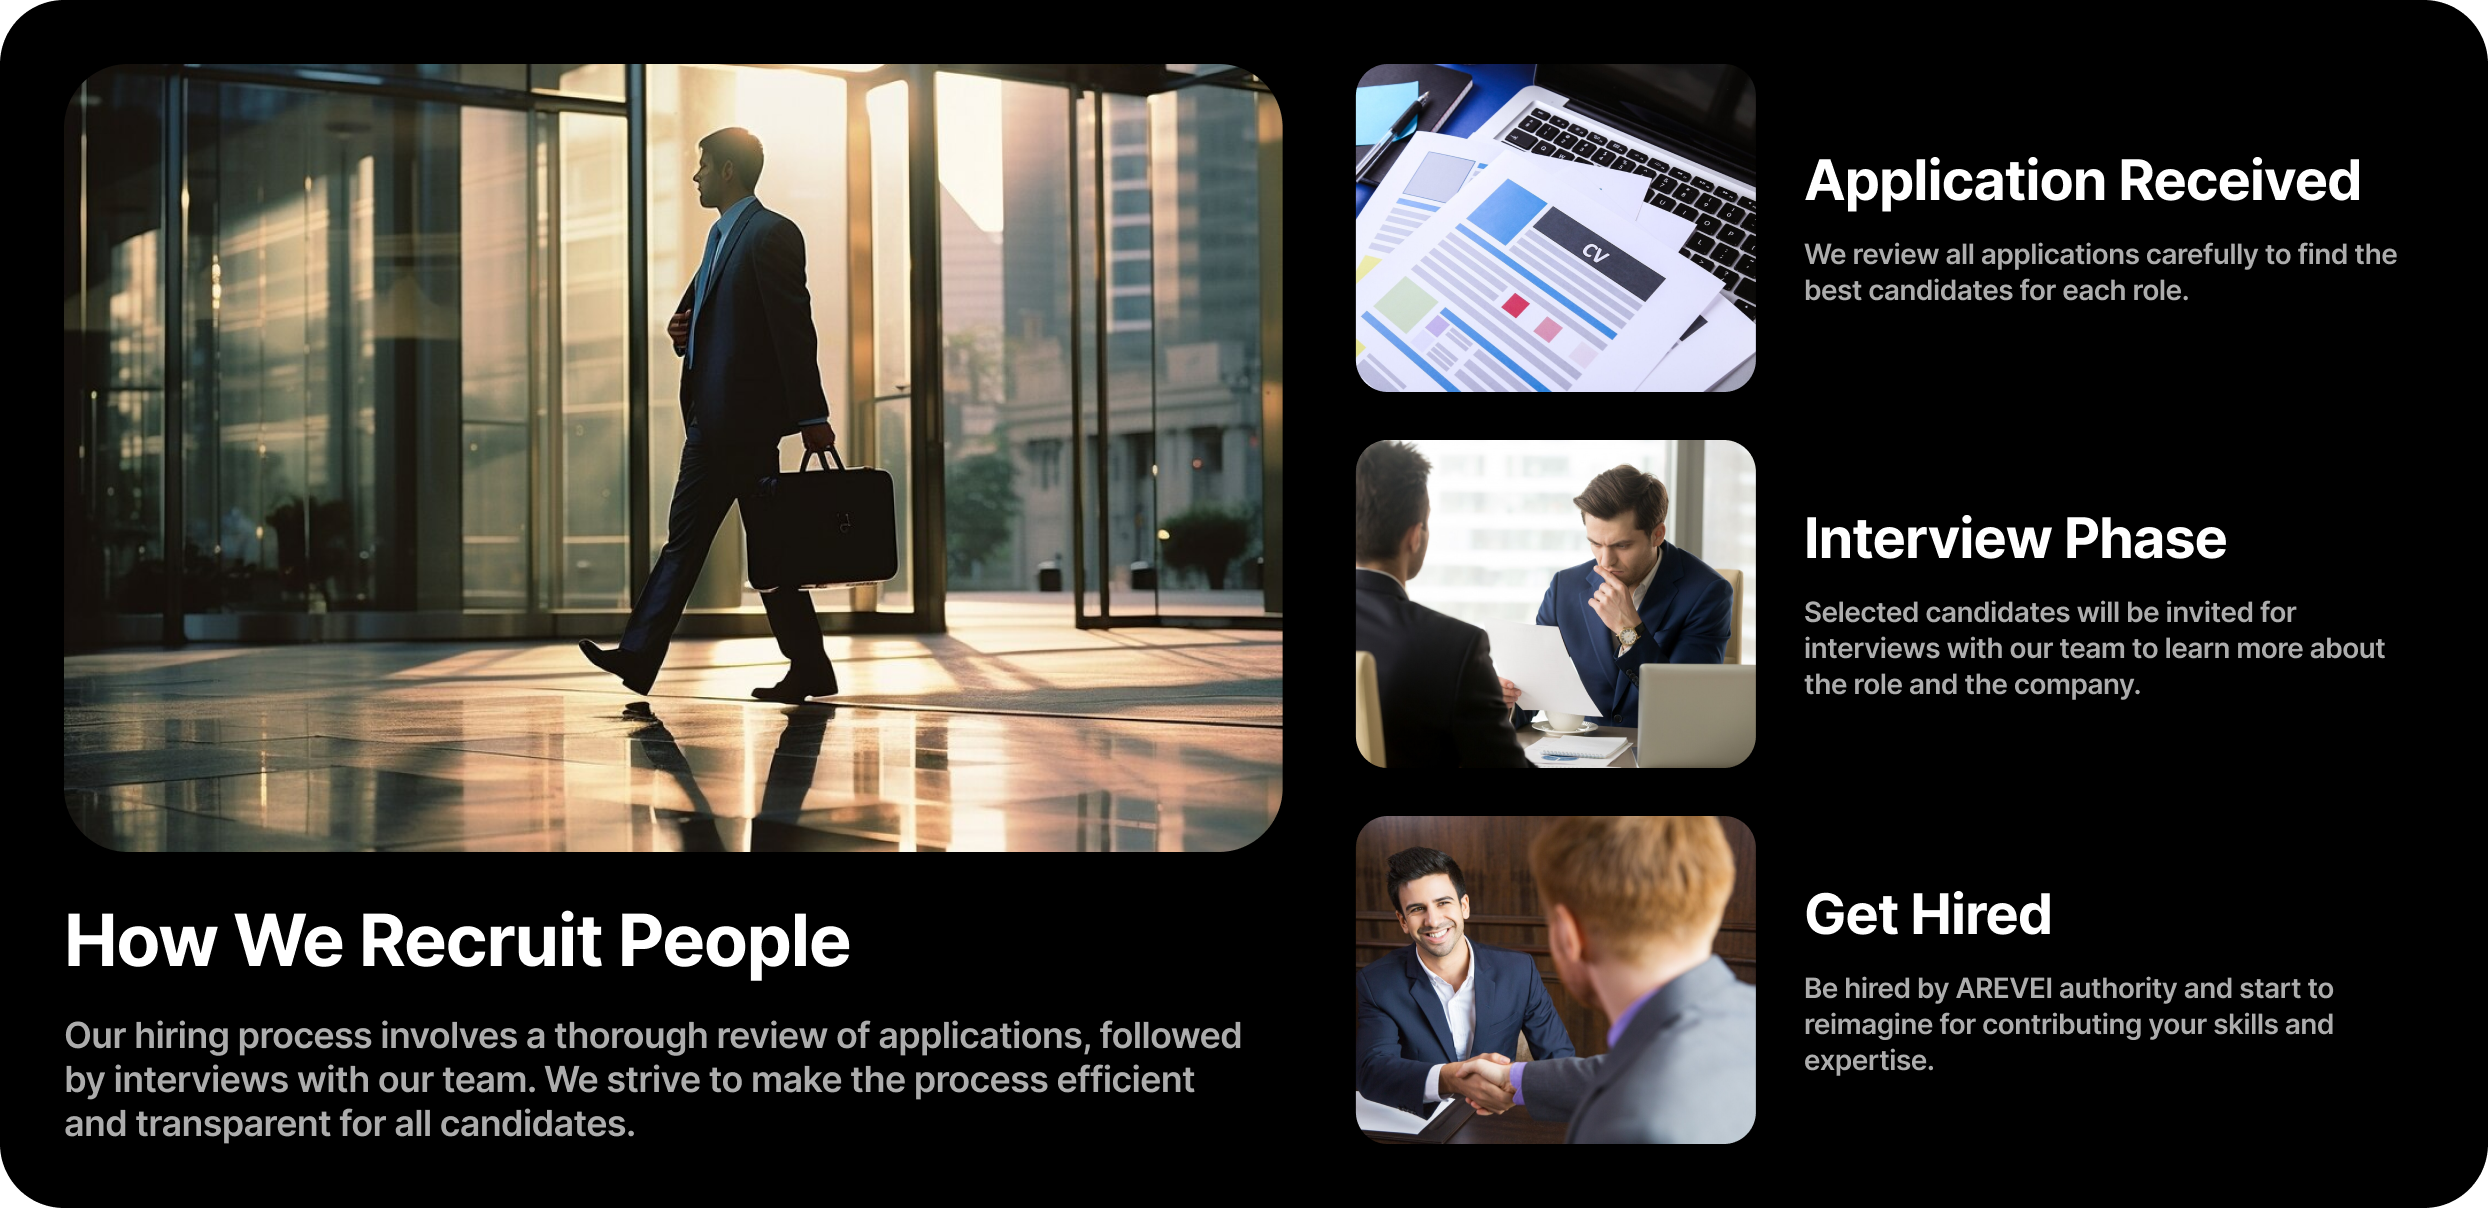 How We Recruit People
Our hiring process involves a thorough review of applications, followed
by interviews with our team. We strive to make the process efficient
and transparent for all candidates.
CV
Application Received
We review all applications carefully to find the
best candidates for each role.
Interview Phase
Selected candidates will be invited for
interviews with our team to learn more about
the role and the company.
Get Hired
Be hired by AREVEI authority and start to
reimagine for contributing your skills and
expertise.